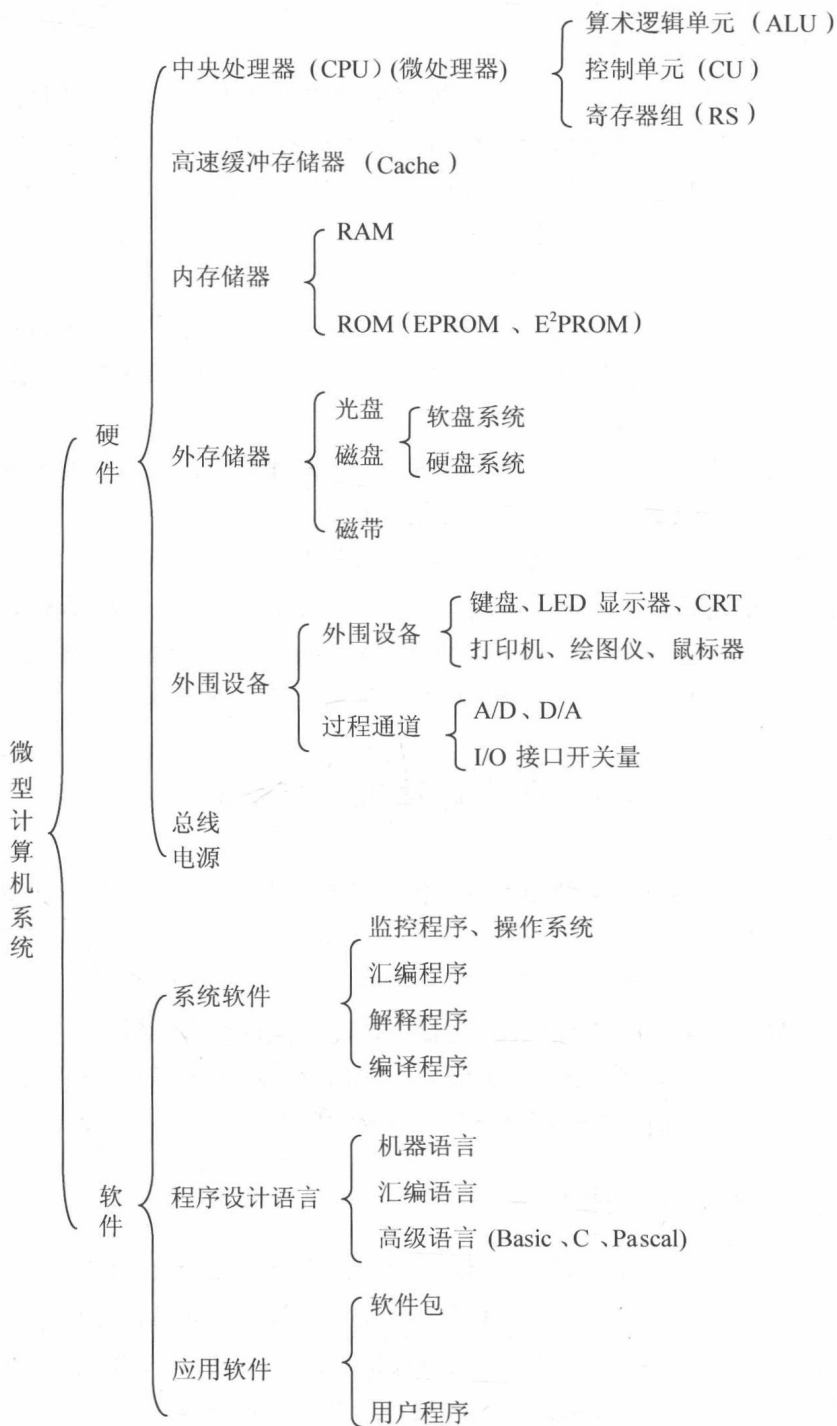 算术逻辑单元（ALU）
中央处理器（CPU）(微处理器)
控制单元（CU）
寄存器组（RS）
高速缓冲存储器（Cache）
RAM
内存储器
ROM（EPROM 、E²PROM）
硬件
光盘
软盘系统
外存储器
磁盘
硬盘系统
磁带
键盘、LED 显示器、CRT
外围设备
打印机、绘图仪、鼠标器
外围设备
过程通道
A/D、D/A
I/O 接口开关量
微型计算机系统
总线
电源
监控程序、操作系统
系统软件
汇编程序
解释程序
编译程序
机器语言
软件
程序设计语言
汇编语言
高级语言 (Basic 、C 、Pascal)
软件包
应用软件
用户程序